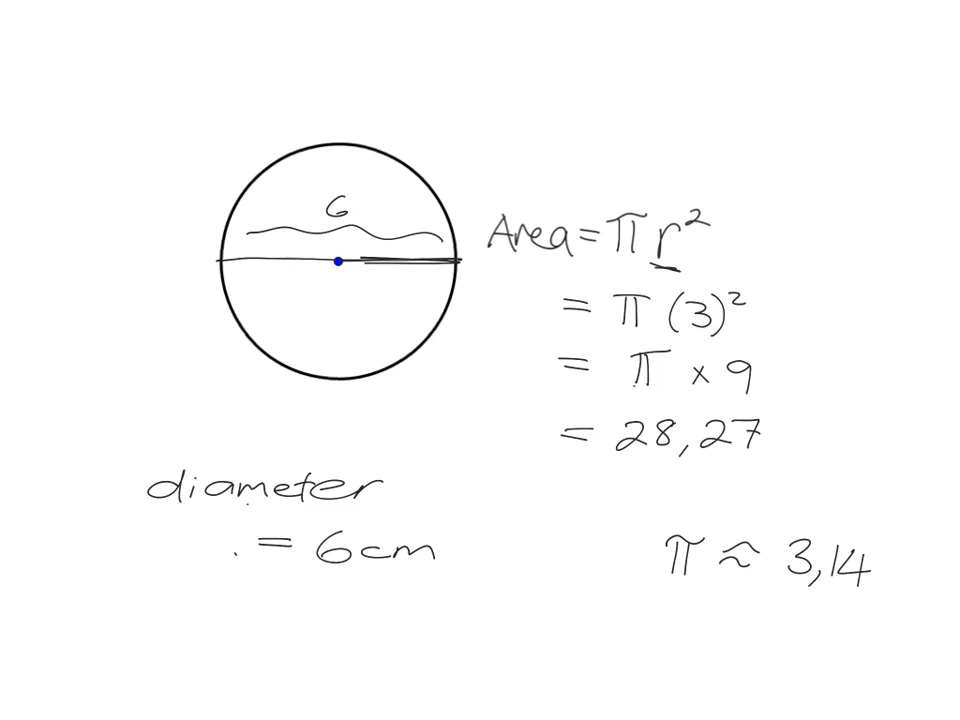 6
Area = π r²
= π (3)²
= π × 9
= 28,27
diameter
= 6cm
π ≈ 3,14